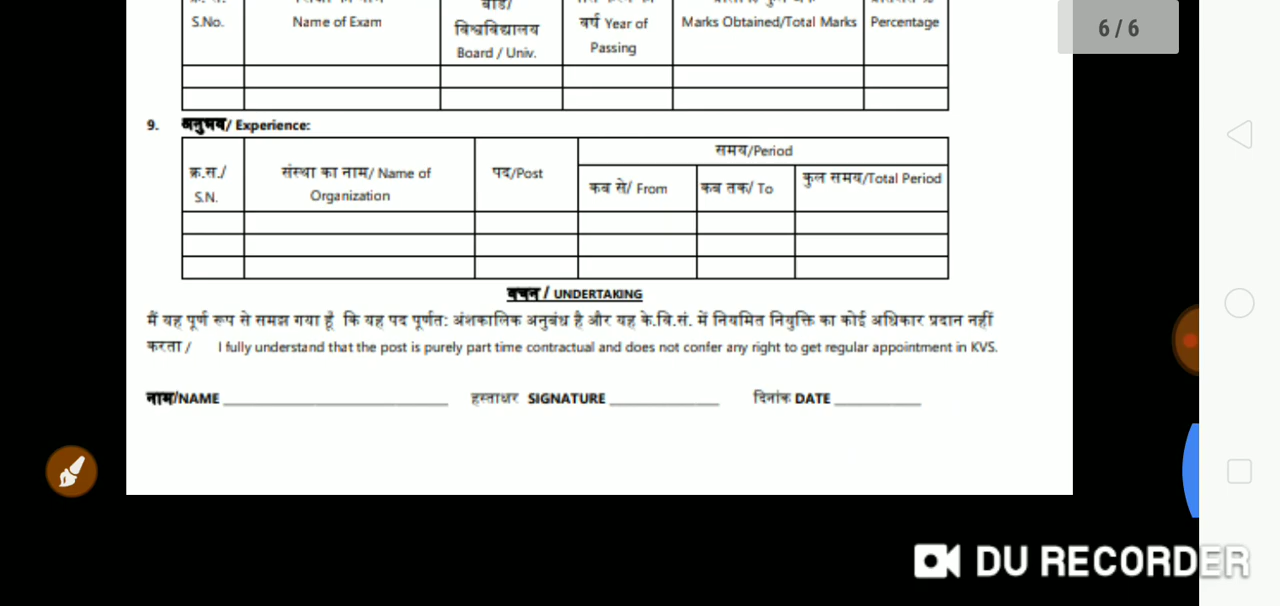 6 / 6
S.No.
Name of Exam
विश्वविद्यालय
Board / Univ.
वर्ष Year of
Passing
Marks Obtained/Total Marks
Percentage
9. अनुभव/ Experience:
क्र.स./
S.N.
संस्था का नाम/ Name of
Organization
पद/Post
समय/Period
कब से/ From
कब तक/ To
कुल समय/Total Period
वचन / UNDERTAKING
मैं यह पूर्ण रूप से समझ गया हूँ कि यह पद पूर्णत: अंशकालिक अनुबंध है और यह के.वि.सं. में नियमित नियुक्ति का कोई अधिकार प्रदान नहीं
करता / I fully understand that the post is purely part time contractual and does not confer any right to get regular appointment in KVS.
नाम/NAME ____________ हस्ताक्षर SIGNATURE ____________ दिनांक DATE ____________
DU RECORDER